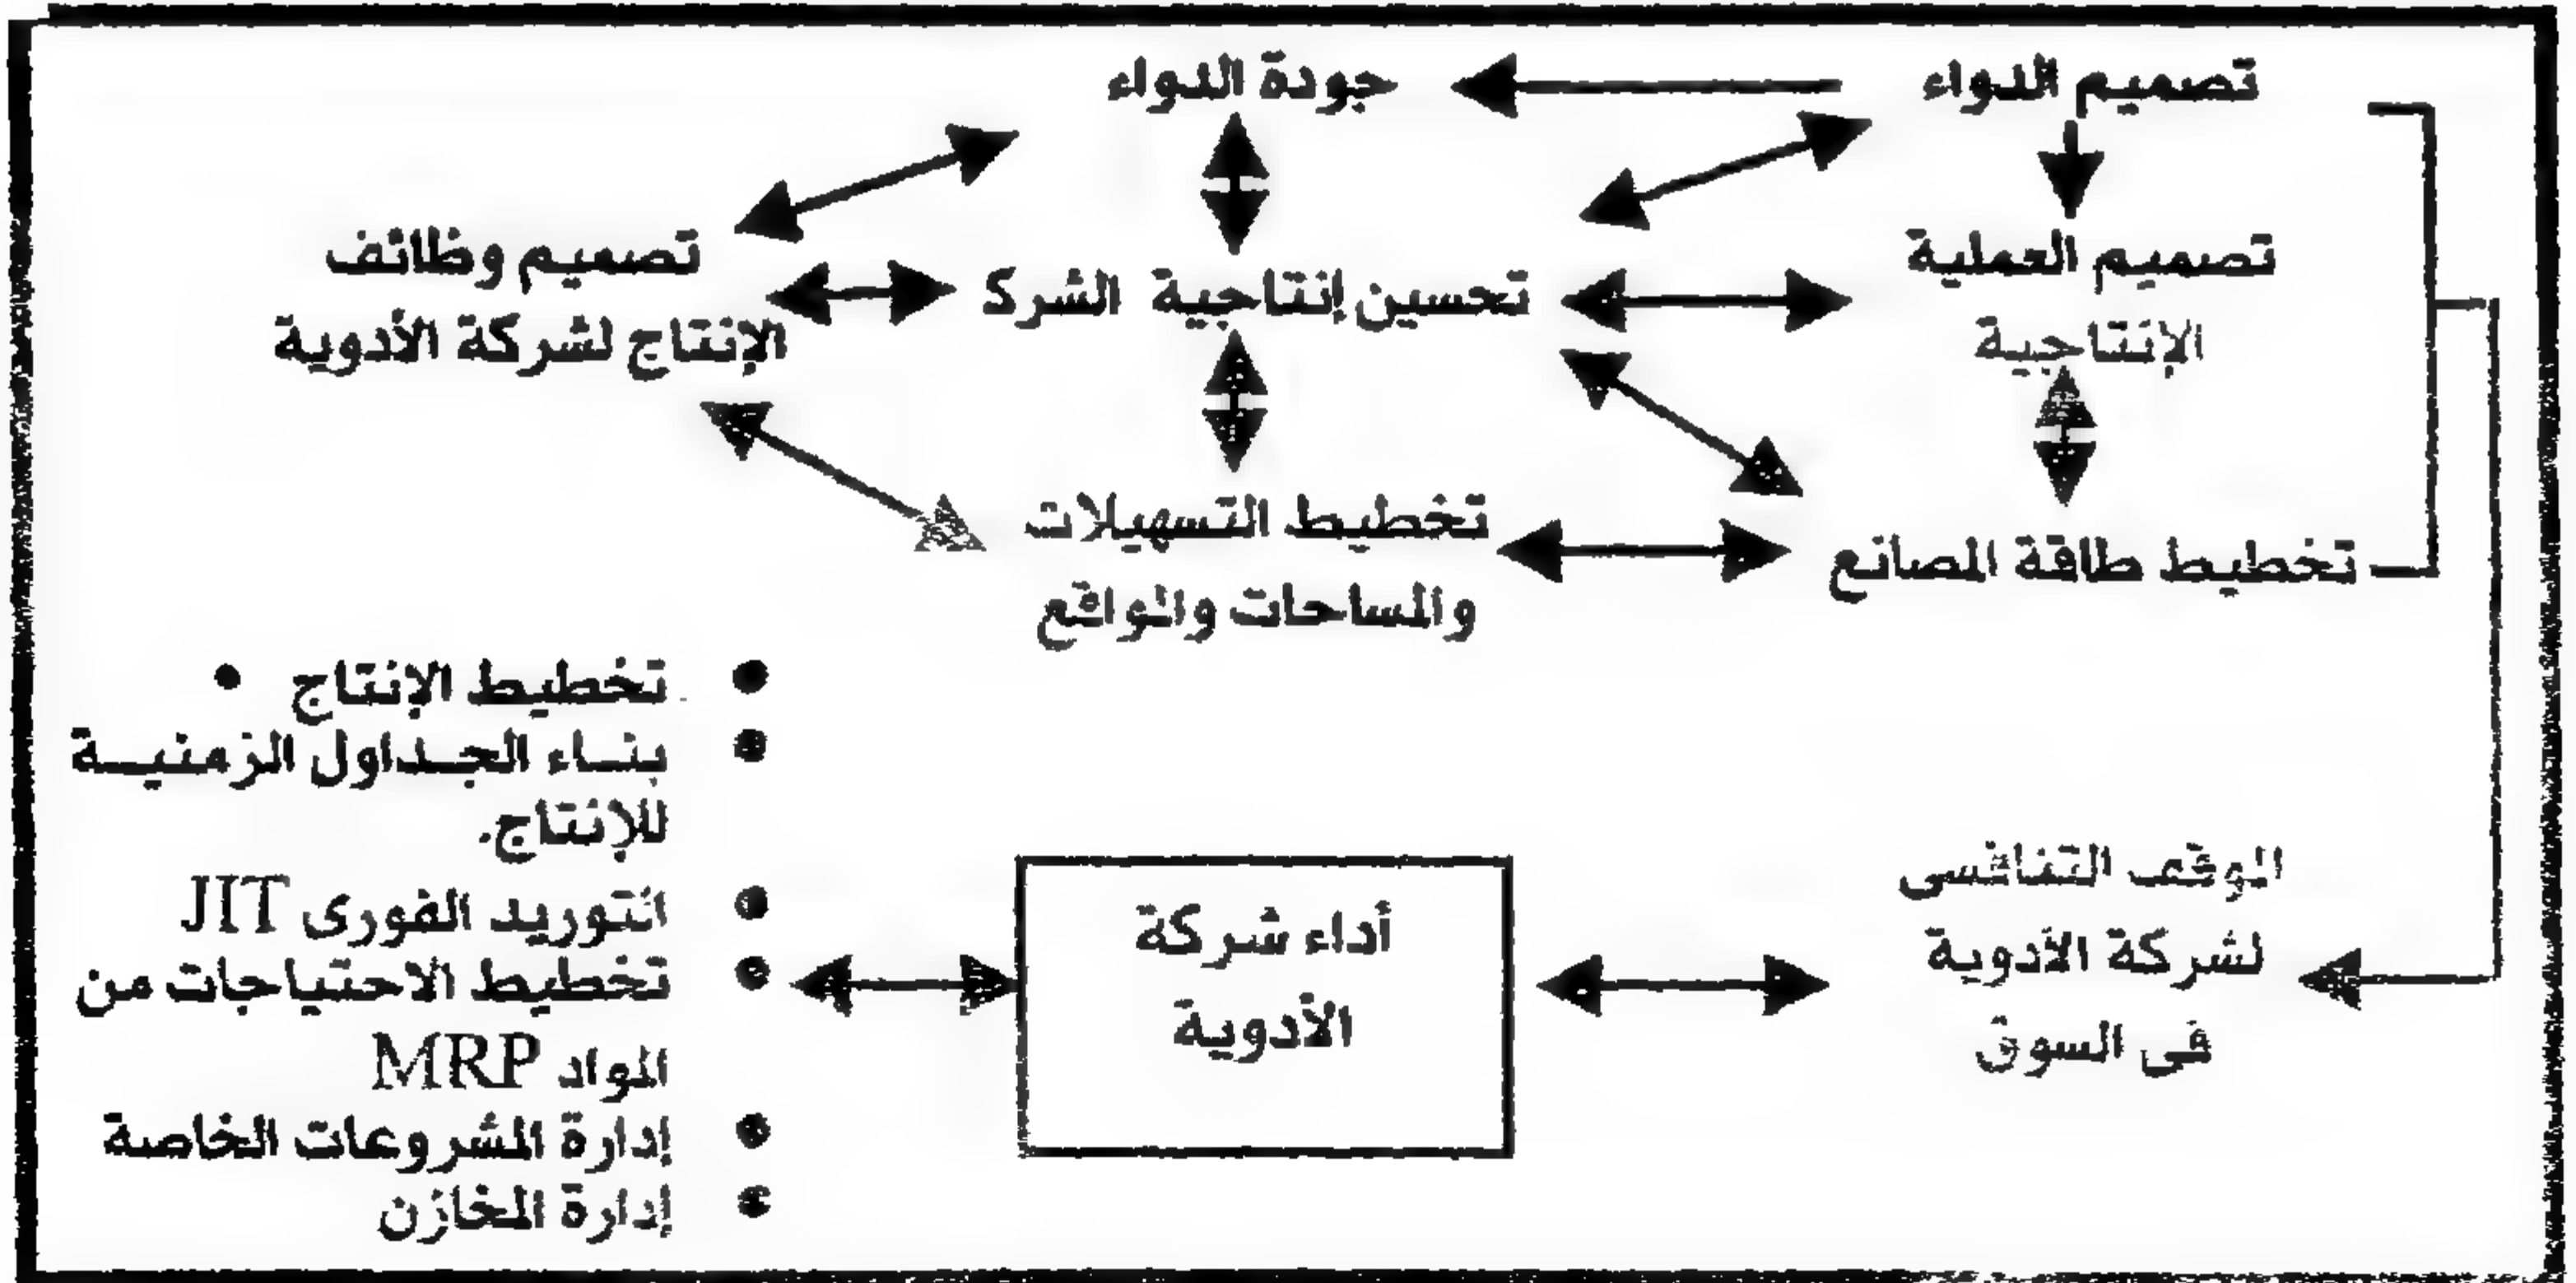 تصميم الدواء
جودة الدواء
تصميم العملية
الإنتاجية
تحسين إنتاجية الشرك
تصميم وظائف
الإنتاج لشركة الأدوية
تخطيط طاقة المصانع
تخطيط التسهيلات
والمساحات والمواقع
• تخطيط الإنتاج •
• بناء الجداول الزمنية
للإنتاج.
• التوريد الفورى JIT
• تخطيط الاحتياجات من
المواد MRP
• إدارة المشروعات الخاصة
• إدارة المخازن
أداء شركة
الأدوية
الموقف التنافسى
لشركة الأدوية
فى السوق